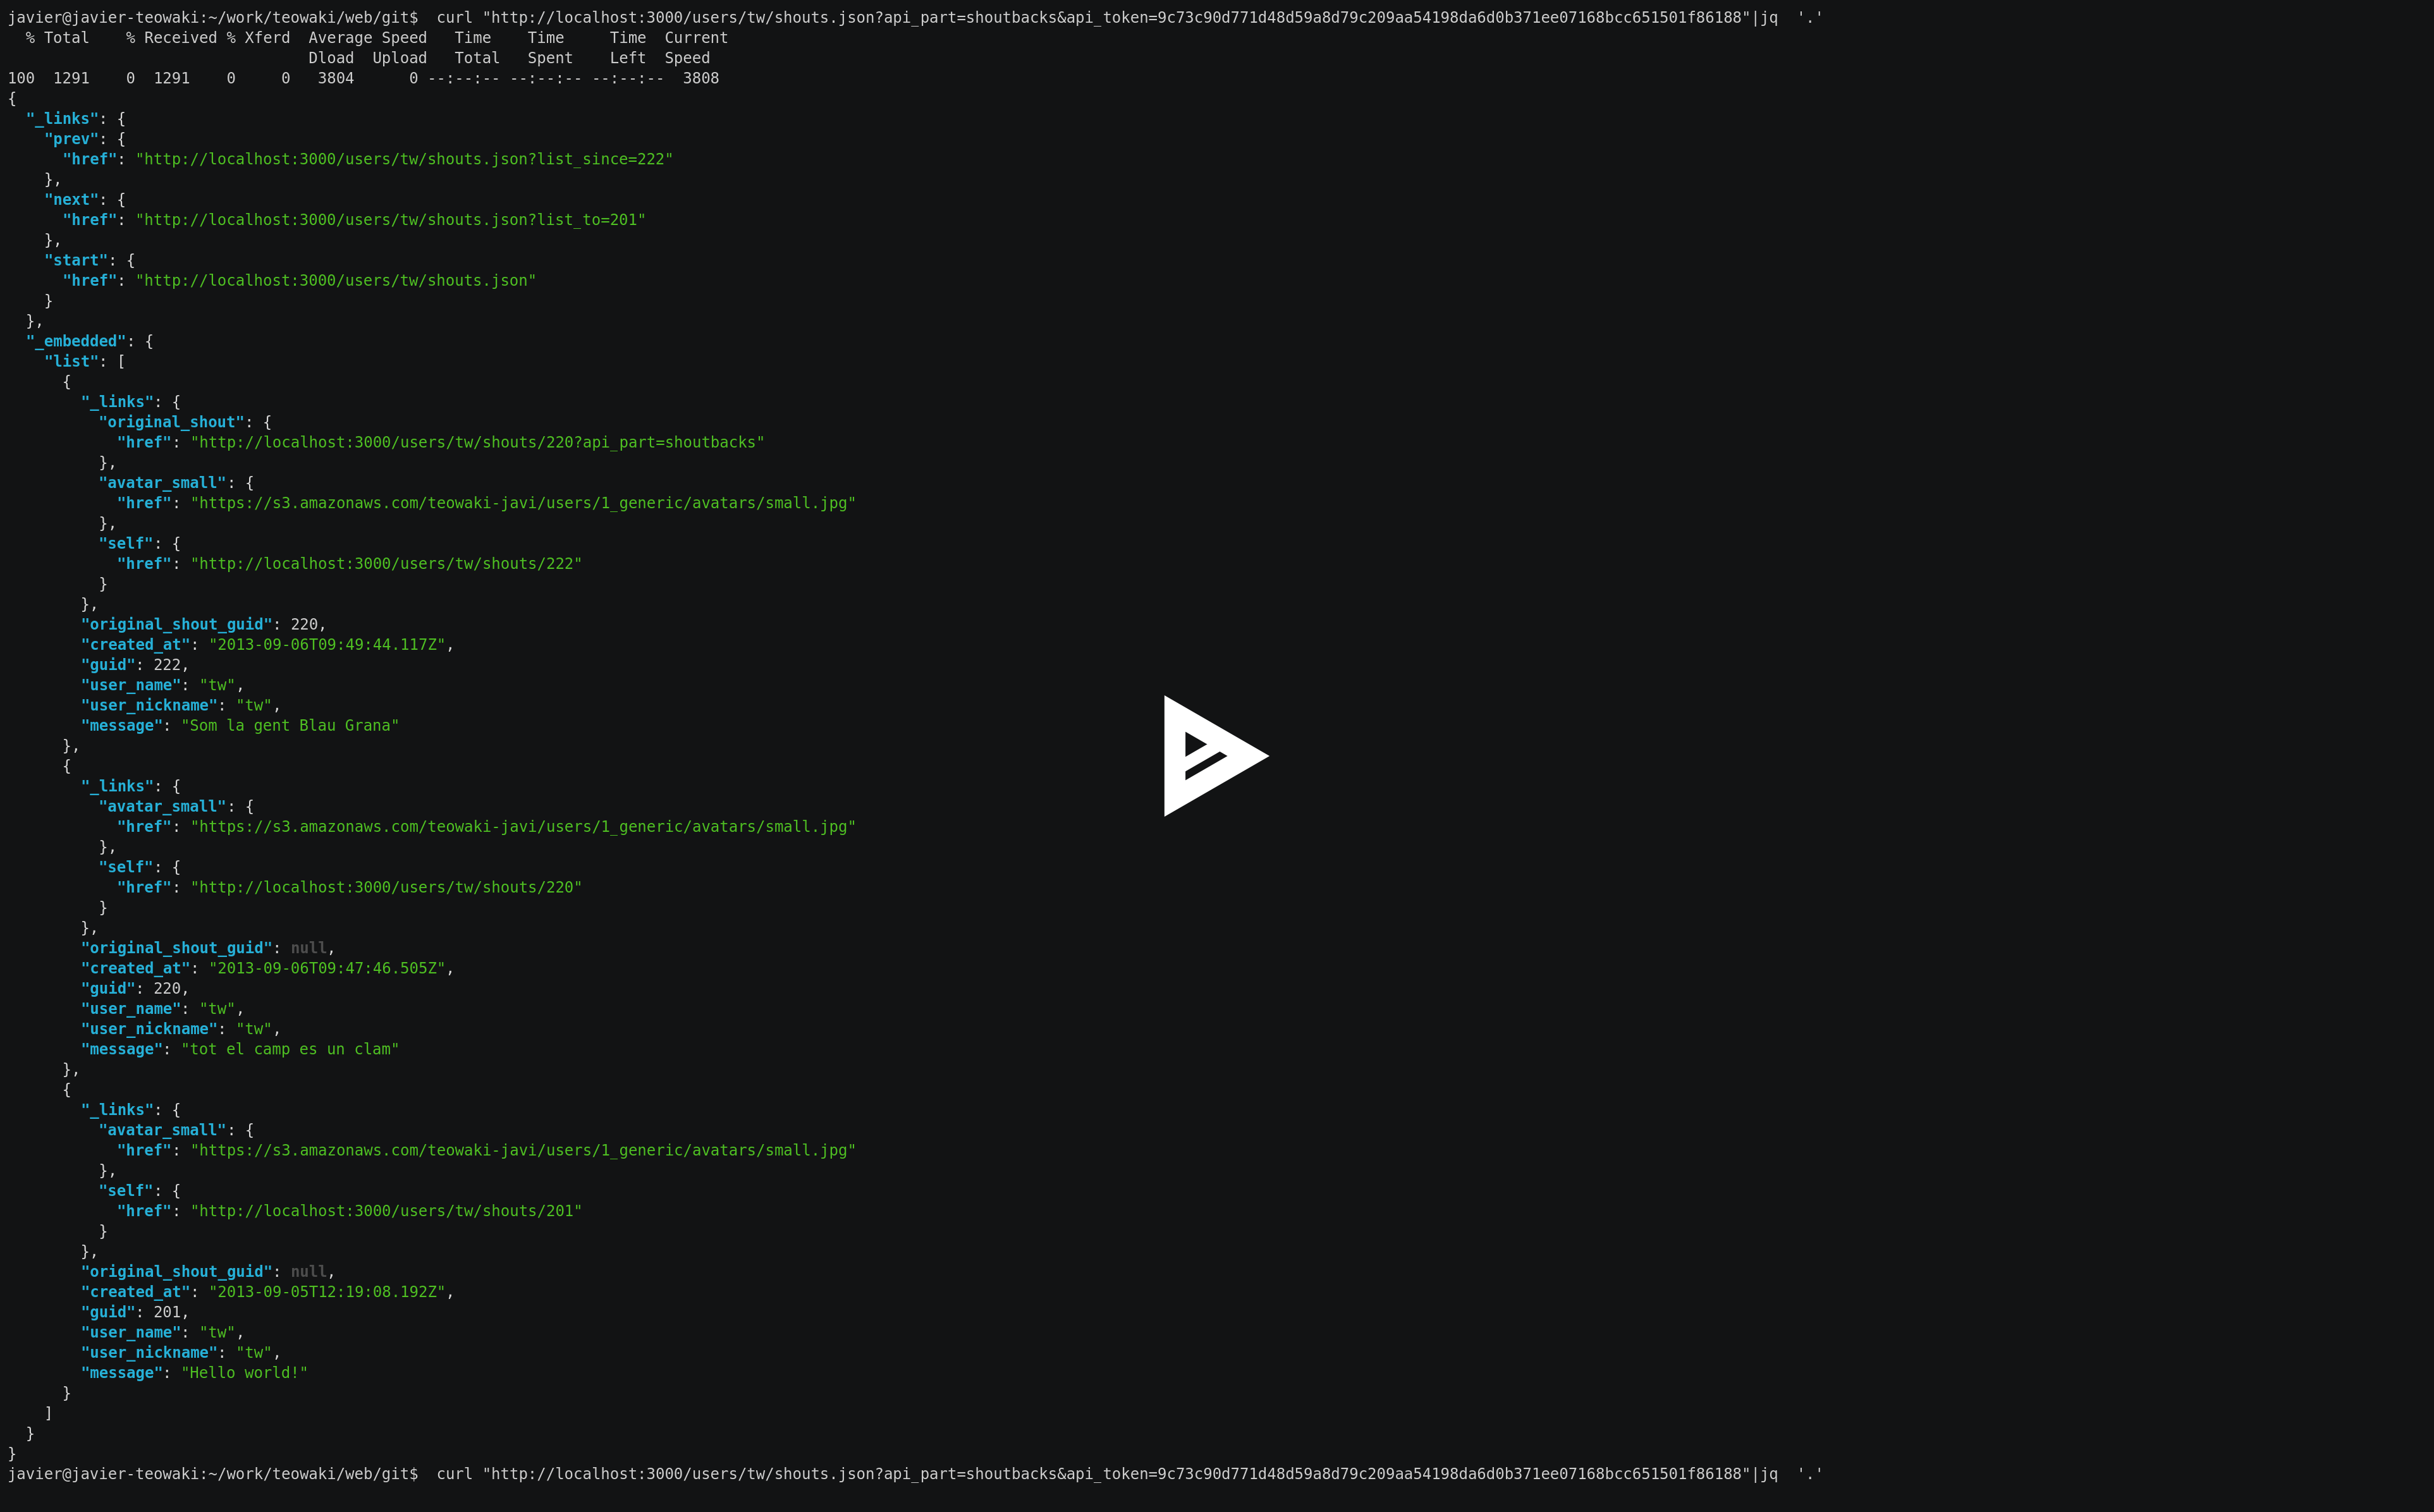 javier@javier-teowaki:~/work/teowaki/web/git$  curl "http://localhost:3000/users/tw/shouts.json?api_part=shoutbacks&api_token=9c73c90d771d48d59a8d79c209aa54198da6d0b371ee07168bcc651501f86188"|jq  '.'
  % Total    % Received % Xferd  Average Speed   Time    Time     Time  Current
                                 Dload  Upload   Total   Spent    Left  Speed
100  1291    0  1291    0     0   3804      0 --:--:-- --:--:-- --:--:--  3808
{
  "_links": {
    "prev": {
      "href": "http://localhost:3000/users/tw/shouts.json?list_since=222"
    },
    "next": {
      "href": "http://localhost:3000/users/tw/shouts.json?list_to=201"
    },
    "start": {
      "href": "http://localhost:3000/users/tw/shouts.json"
    }
  },
  "_embedded": {
    "list": [
      {
        "_links": {
          "original_shout": {
            "href": "http://localhost:3000/users/tw/shouts/220?api_part=shoutbacks"
          },
          "avatar_small": {
            "href": "https://s3.amazonaws.com/teowaki-javi/users/1_generic/avatars/small.jpg"
          },
          "self": {
            "href": "http://localhost:3000/users/tw/shouts/222"
          }
        },
        "original_shout_guid": 220,
        "created_at": "2013-09-06T09:49:44.117Z",
        "guid": 222,
        "user_name": "tw",
        "user_nickname": "tw",
        "message": "Som la gent Blau Grana"
      },
      {
        "_links": {
          "avatar_small": {
            "href": "https://s3.amazonaws.com/teowaki-javi/users/1_generic/avatars/small.jpg"
          },
          "self": {
            "href": "http://localhost:3000/users/tw/shouts/220"
          }
        },
        "original_shout_guid": null,
        "created_at": "2013-09-06T09:47:46.505Z",
        "guid": 220,
        "user_name": "tw",
        "user_nickname": "tw",
        "message": "tot el camp es un clam"
      },
      {
        "_links": {
          "avatar_small": {
            "href": "https://s3.amazonaws.com/teowaki-javi/users/1_generic/avatars/small.jpg"
          },
          "self": {
            "href": "http://localhost:3000/users/tw/shouts/201"
          }
        },
        "original_shout_guid": null,
        "created_at": "2013-09-05T12:19:08.192Z",
        "guid": 201,
        "user_name": "tw",
        "user_nickname": "tw",
        "message": "Hello world!"
      }
    ]
  }
}
javier@javier-teowaki:~/work/teowaki/web/git$  curl "http://localhost:3000/users/tw/shouts.json?api_part=shoutbacks&api_token=9c73c90d771d48d59a8d79c209aa54198da6d0b371ee07168bcc651501f86188"|jq  '.'